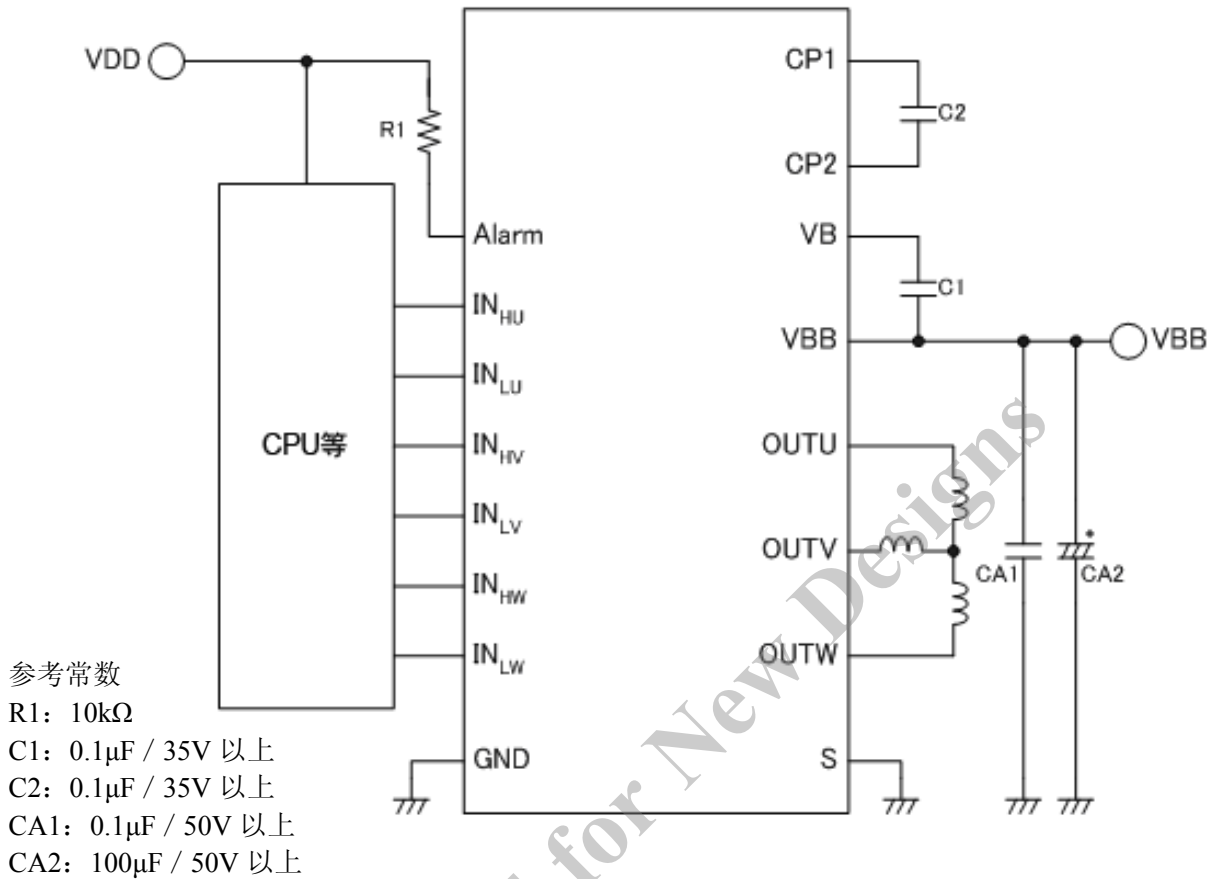 VDD
R1
CPU等
Alarm
IN_HU
IN_LU
IN_HV
IN_LV
IN_HW
IN_LW
GND
CP1
CP2
VB
VBB
OUTU
OUTV
OUTW
S
C2
C1
VBB
CA1
CA2
for New Designs
参考常数
R1：10kΩ
C1：0.1μF / 35V 以上
C2：0.1μF / 35V 以上
CA1：0.1μF / 50V 以上
CA2：100μF / 50V 以上